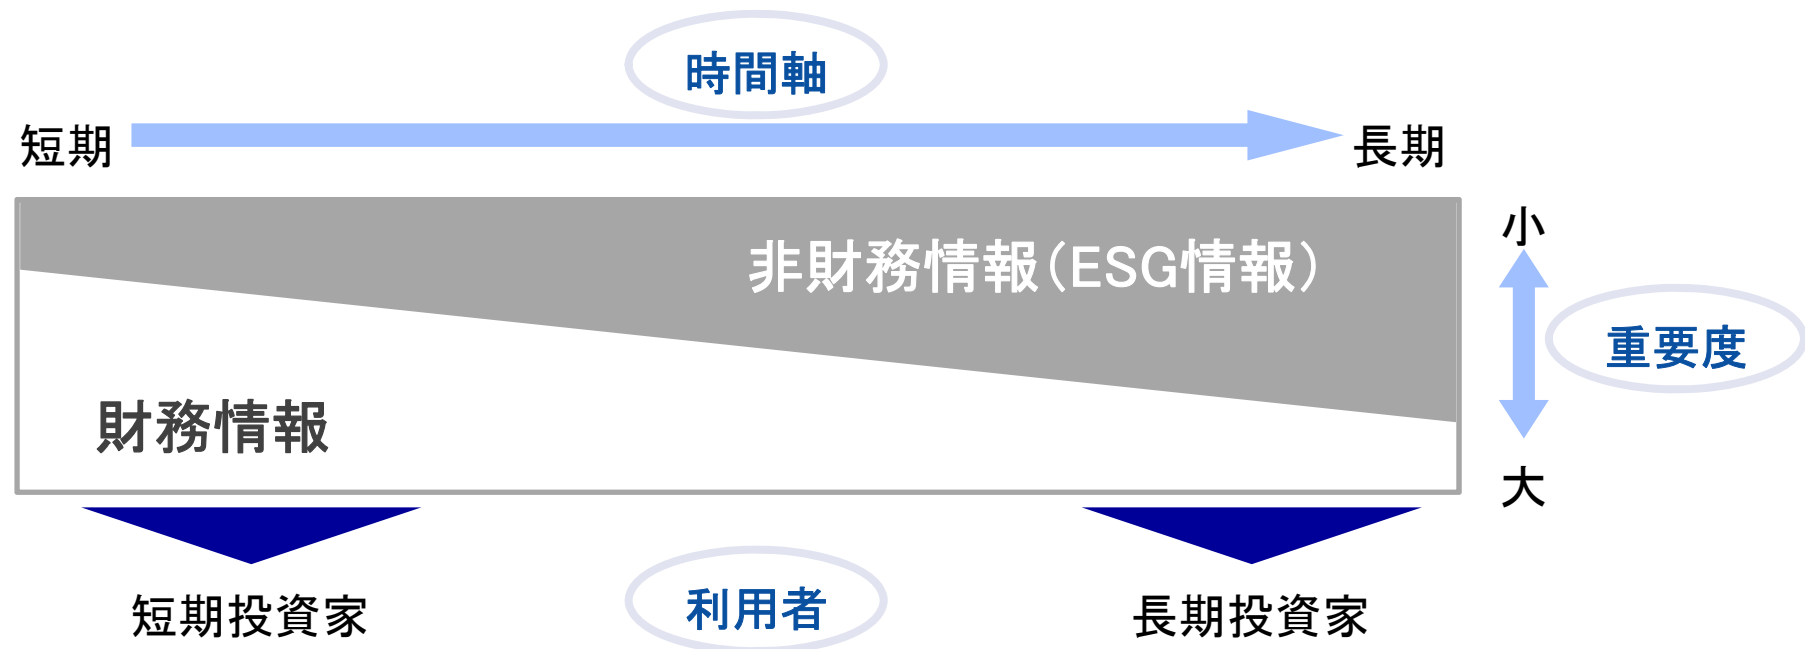 時間軸
短期
長期
小
非財務情報（ESG情報）
重要度
財務情報
大
短期投資家
利用者
長期投資家